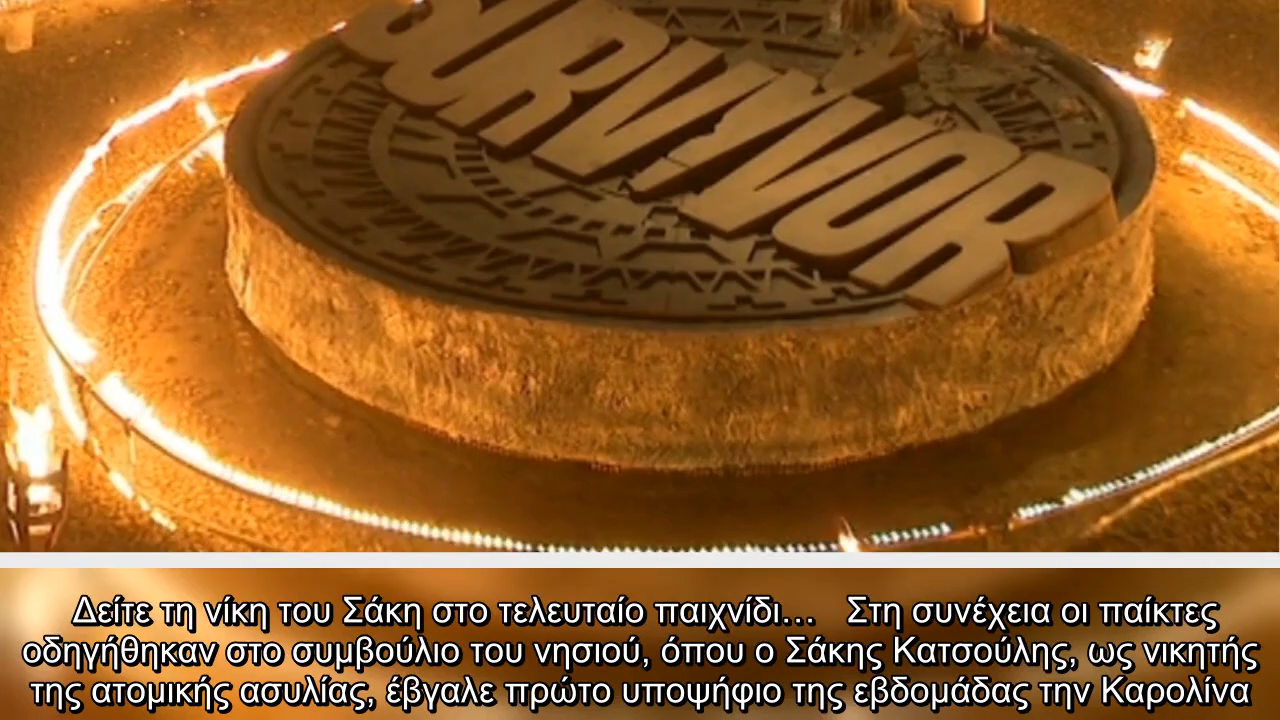 SURVIVOR
Δείτε τη νίκη του Σάκη στο τελευταίο παιχνίδι… Στη συνέχεια οι παίκτες
οδηγήθηκαν στο συμβούλιο του νησιού, όπου ο Σάκης Κατσούλης, ως νικητής
της ατομικής ασυλίας, έβγαλε πρώτο υποψήφιο της εβδομάδας την Καρολίνα